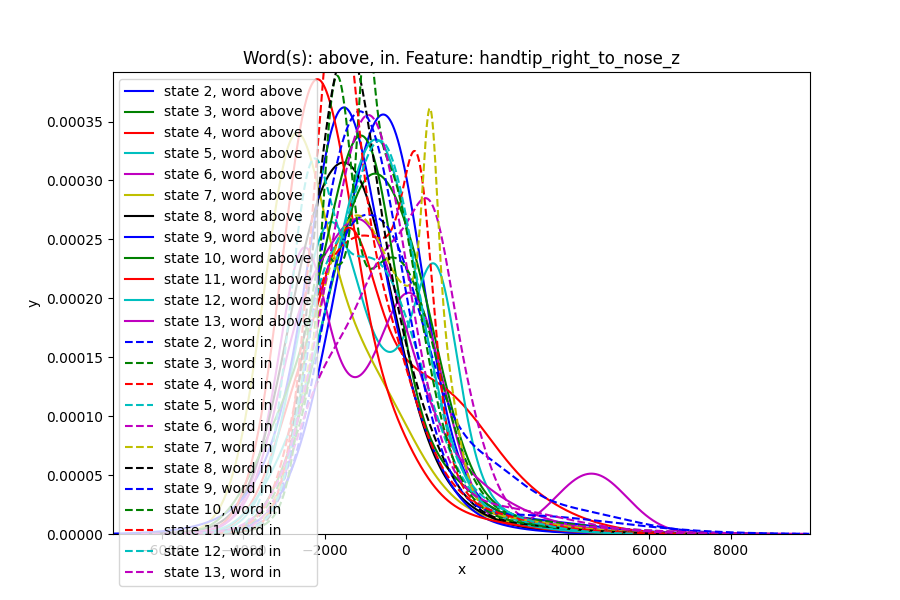 Word(s): above, in. Feature: handtip_right_to_nose_z
y
0.00035
0.00030
0.00025
0.00020
0.00015
0.00010
0.00005
0.00000
state 2, word above
state 3, word above
state 4, word above
state 5, word above
state 6, word above
state 7, word above
state 8, word above
state 9, word above
state 10, word above
state 11, word above
state 12, word above
state 13, word above
state 2, word in
state 3, word in
state 4, word in
state 5, word in
state 6, word in
state 7, word in
state 8, word in
state 9, word in
state 10, word in
state 11, word in
state 12, word in
state 13, word in
−6000 −4000 −2000 0 2000 4000 6000 8000
x